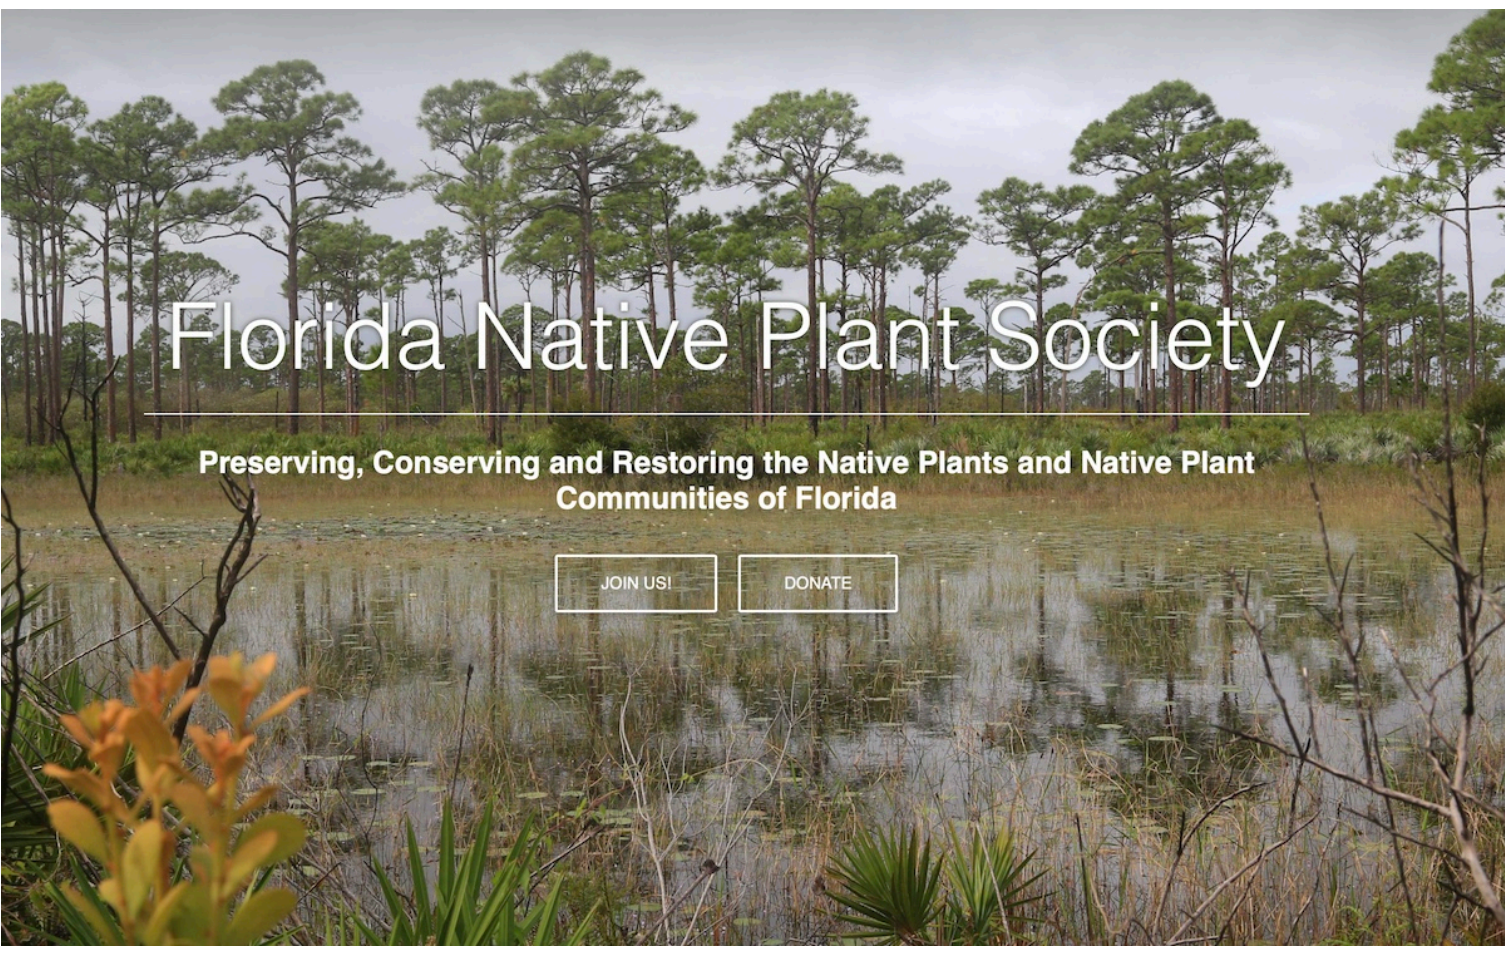 Florida Native Plant Society
Preserving, Conserving and Restoring the Native Plants and Native Plant
Communities of Florida
JOIN US!
DONATE